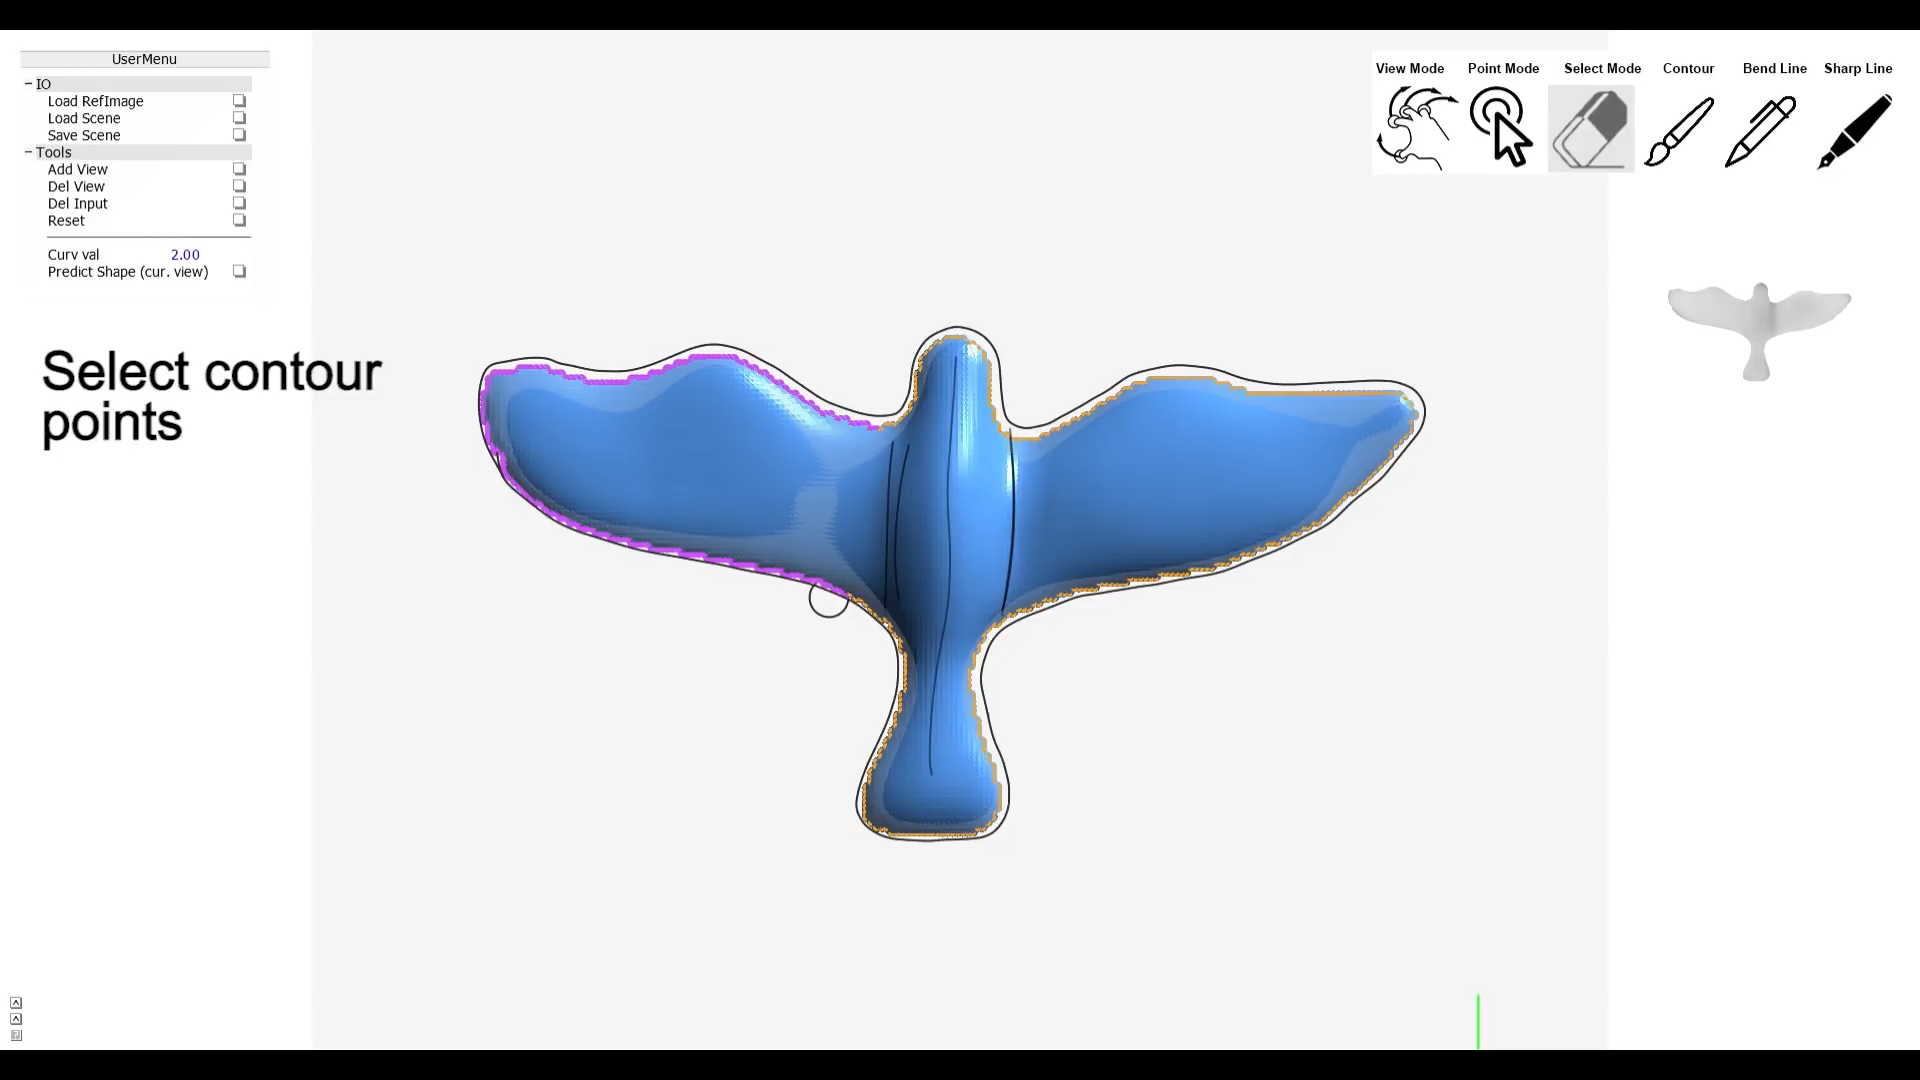 UserMenu
IO
Load RefImage
Load Scene
Save Scene
Tools
Add View
Del View
Del Input
Reset
Curv val 2.00
Predict Shape (cur. view)
View Mode Point Mode Select Mode Contour Bend Line Sharp Line
Select contour
points